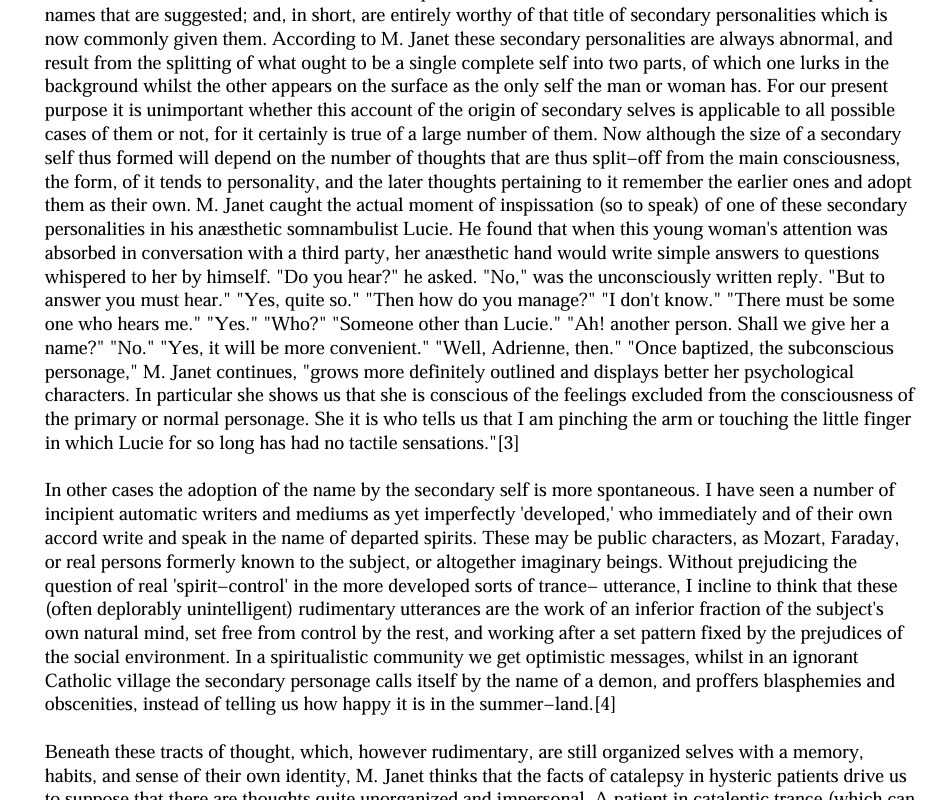 names that are suggested; and, in short, are entirely worthy of that title of secondary personalities which is
now commonly given them. According to M. Janet these secondary personalities are always abnormal, and
result from the splitting of what ought to be a single complete self into two parts, of which one lurks in the
background whilst the other appears on the surface as the only self the man or woman has. For our present
purpose it is unimportant whether this account of the origin of secondary selves is applicable to all possible
cases of them or not, for it certainly is true of a large number of them. Now although the size of a secondary
self thus formed will depend on the number of thoughts that are thus split−off from the main consciousness,
the form, of it tends to personality, and the later thoughts pertaining to it remember the earlier ones and adopt
them as their own. M. Janet caught the actual moment of inspissation (so to speak) of one of these secondary
personalities in his anæsthetic somnambulist Lucie. He found that when this young woman's attention was
absorbed in conversation with a third party, her anæsthetic hand would write simple answers to questions
whispered to her by himself. "Do you hear?" he asked. "No," was the unconsciously written reply. "But to
answer you must hear." "Yes, quite so." "Then how do you manage?" "I don't know." "There must be some
one who hears me." "Yes." "Who?" "Someone other than Lucie." "Ah! another person. Shall we give her a
name?" "No." "Yes, it will be more convenient." "Well, Adrienne, then." "Once baptized, the subconscious
personage," M. Janet continues, "grows more definitely outlined and displays better her psychological
characters. In particular she shows us that she is conscious of the feelings excluded from the consciousness of
the primary or normal personage. She it is who tells us that I am pinching the arm or touching the little finger
in which Lucie for so long has had no tactile sensations."[3]
In other cases the adoption of the name by the secondary self is more spontaneous. I have seen a number of
incipient automatic writers and mediums as yet imperfectly 'developed,' who immediately and of their own
accord write and speak in the name of departed spirits. These may be public characters, as Mozart, Faraday,
or real persons formerly known to the subject, or altogether imaginary beings. Without prejudicing the
question of real 'spirit−control' in the more developed sorts of trance− utterance, I incline to think that these
(often deplorably unintelligent) rudimentary utterances are the work of an inferior fraction of the subject's
own natural mind, set free from control by the rest, and working after a set pattern fixed by the prejudices of
the social environment. In a spiritualistic community we get optimistic messages, whilst in an ignorant
Catholic village the secondary personage calls itself by the name of a demon, and proffers blasphemies and
obscenities, instead of telling us how happy it is in the summer−land.[4]
Beneath these tracts of thought, which, however rudimentary, are still organized selves with a memory,
habits, and sense of their own identity, M. Janet thinks that the facts of catalepsy in hysteric patients drive us
to suppose that there are thoughts quite unorganized and impersonal. A patient in cataleptic trance (which can